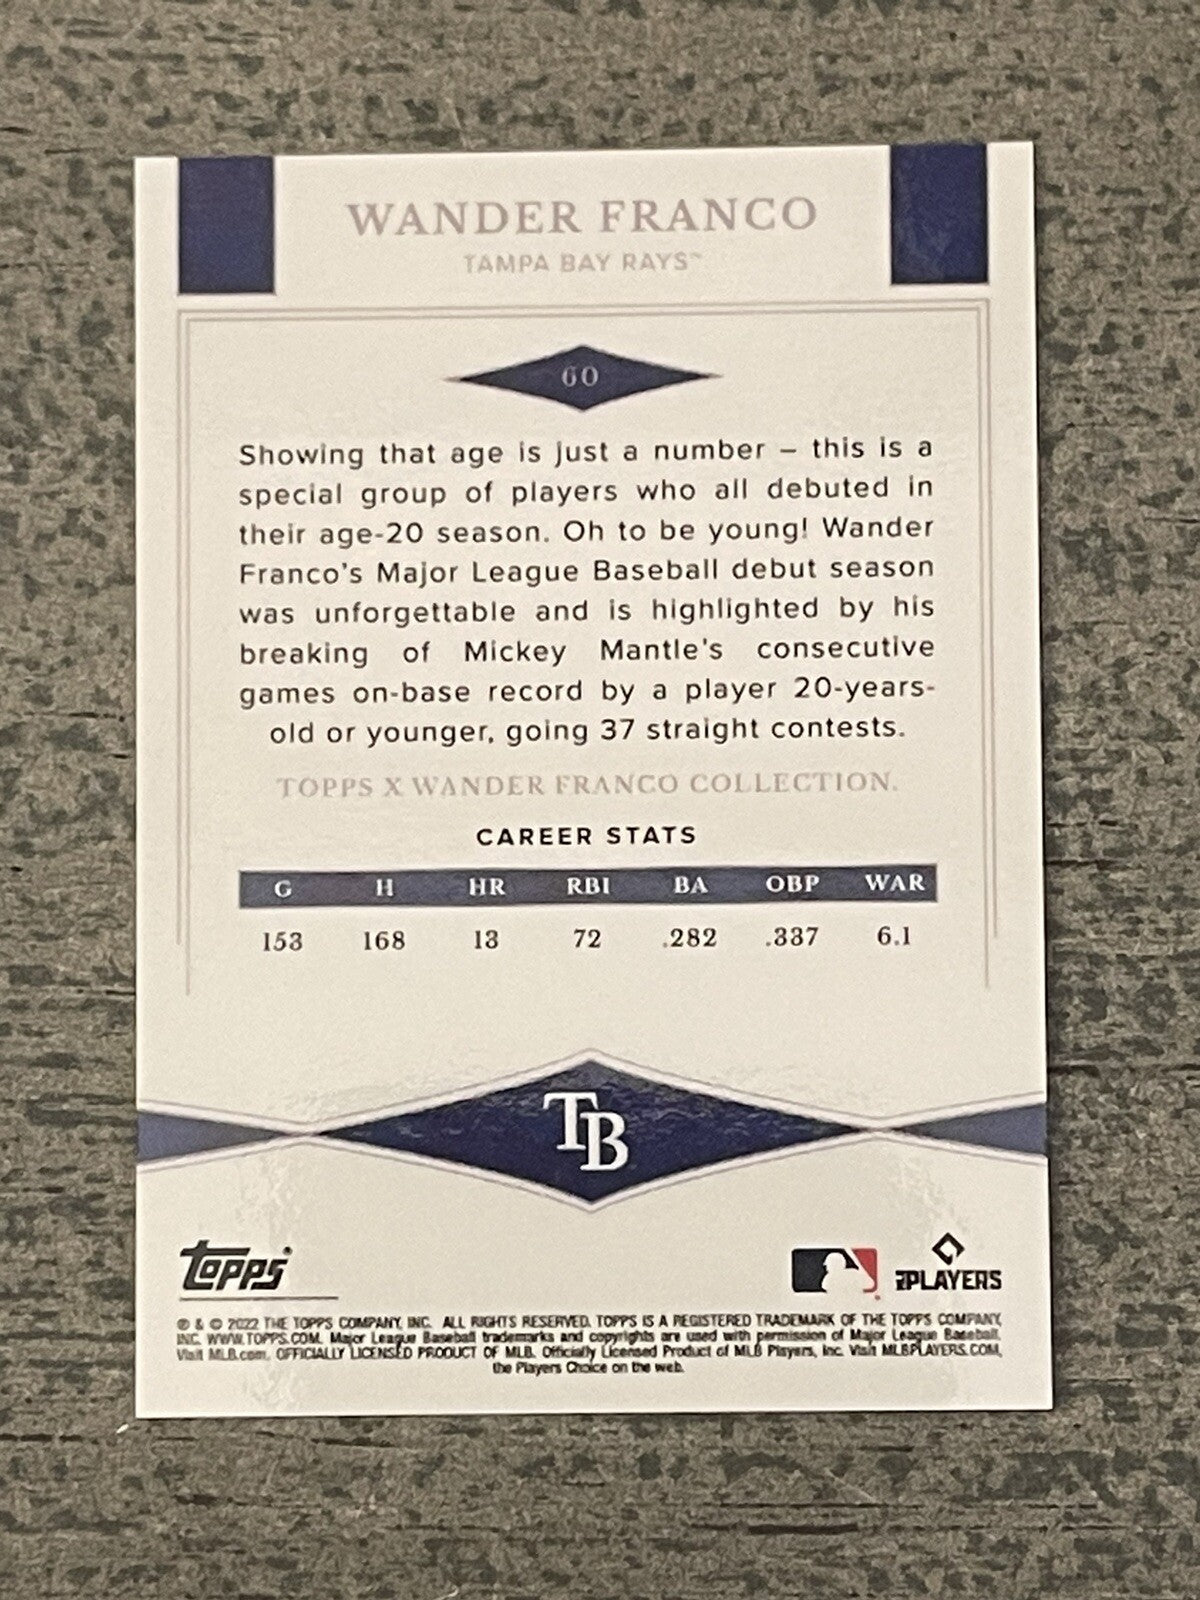 WANDER FRANCO
TAMPA BAY RAYS™
60
Showing that age is just a number – this is a
special group of players who all debuted in
their age-20 season. Oh to be young! Wander
Franco's Major League Baseball debut season
was unforgettable and is highlighted by his
breaking of Mickey Mantle's consecutive
games on-base record by a player 20-years-
old or younger, going 37 straight contests.
TOPPS X WANDER FRANCO COLLECTION.
CAREER STATS
G H HR RBI BA OBP WAR
153 168 13 72 .282 .337 6.1
TB
Topps
PLAYERS
® & © 2022 THE TOPPS COMPANY, INC. ALL RIGHTS RESERVED. TOPPS IS A REGISTERED TRADEMARK OF THE TOPPS COMPANY,
INC. WWW.TOPPS.COM. Major League Baseball trademarks and copyrights are used with permission of Major League Baseball.
Visit MLB.com. OFFICIALLY LICENSED PRODUCT OF MLB. Officially Licensed Product of MLB Players, Inc. Visit MLBPLAYERS.COM,
the Players Choice on the web.